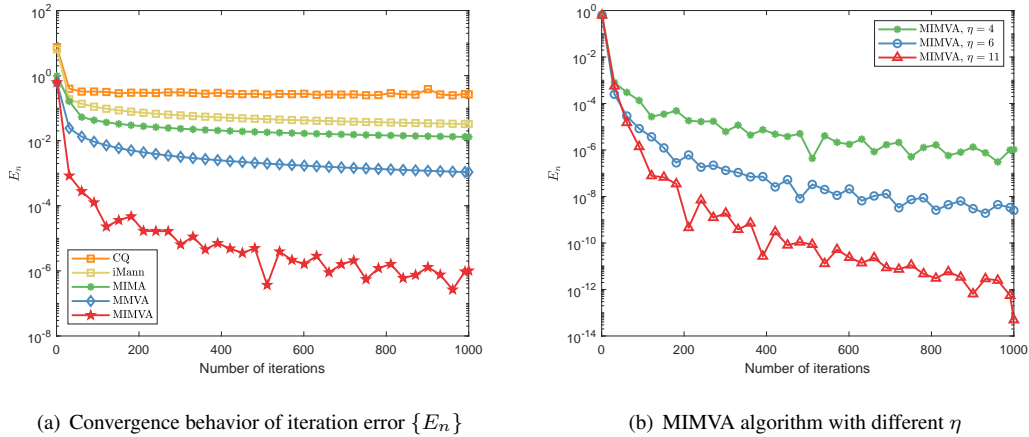 10^2
10^0
10^-2
10^-4
10^-6
10^-8
E_n
CQ
iMann
MIMA
MMVA
MIMVA
0 200 400 600 800 1000
Number of iterations
(a) Convergence behavior of iteration error {E_n}
10^0
10^-2
10^-4
10^-6
10^-8
10^-10
10^-12
10^-14
E_n
MIMVA, η = 4
MIMVA, η = 6
MIMVA, η = 11
0 200 400 600 800 1000
Number of iterations
(b) MIMVA algorithm with different η